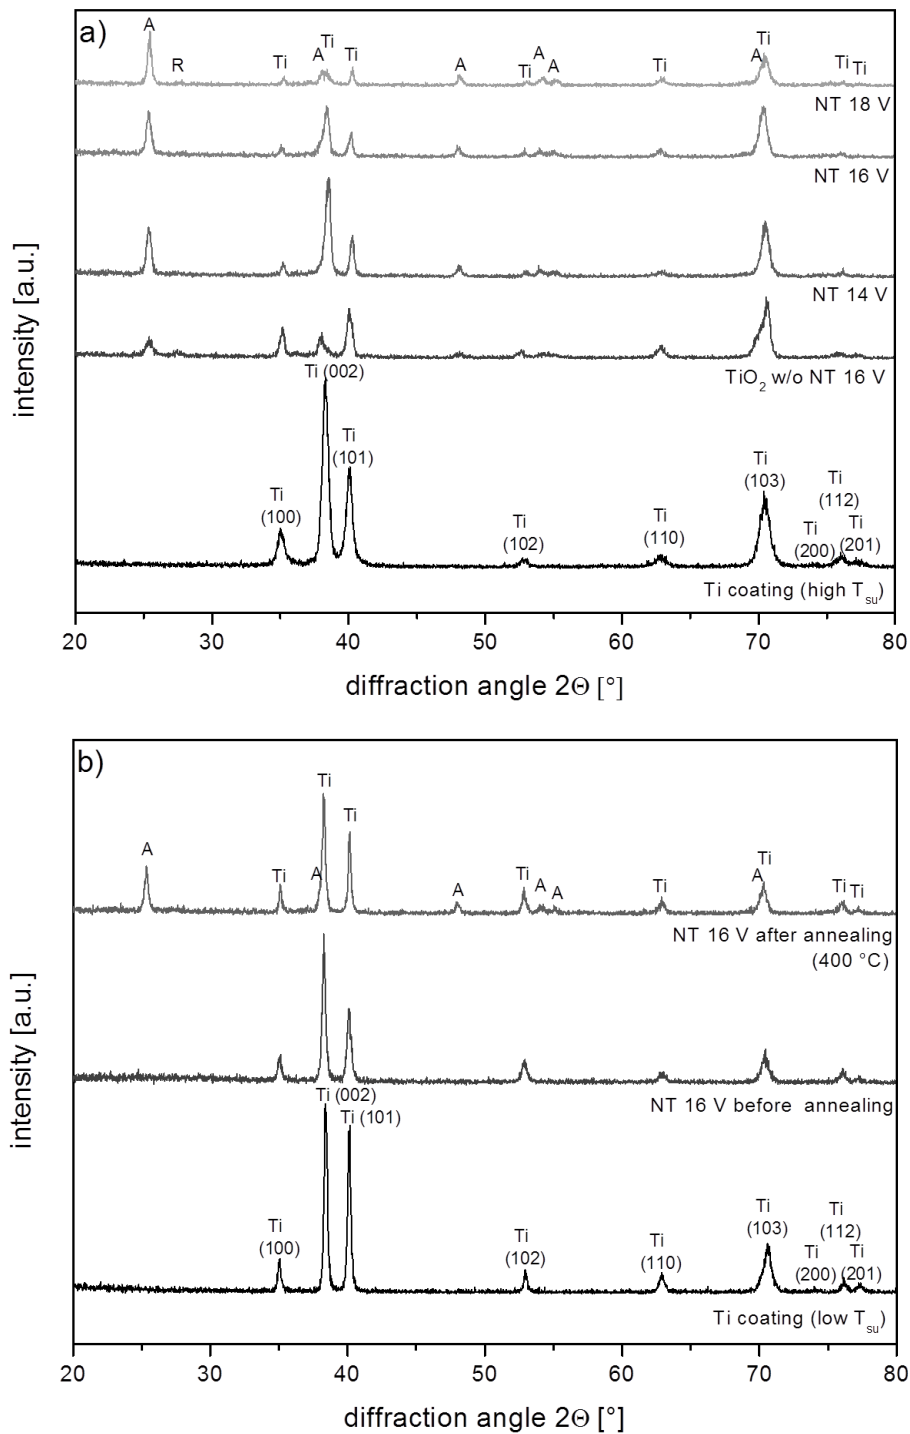 a)
A
R
Ti
A
Ti
Ti
A
Ti
A
A
Ti
A
Ti
Ti
Ti
NT 18 V
NT 16 V
NT 14 V
TiO2 w/o NT 16 V
Ti (002)
Ti
(101)
Ti
(100)
Ti
(102)
Ti
(110)
Ti
(103)
Ti
(200)
Ti
(112)
Ti
(201)
Ti coating (high Tsu)
intensity [a.u.]
20 30 40 50 60 70 80
diffraction angle 2Θ [°]
b)
A
Ti
A
Ti
Ti
A
Ti
A
A
Ti
A
Ti
Ti
Ti
NT 16 V after annealing
(400 °C)
NT 16 V before annealing
Ti (002)
Ti (101)
Ti
(100)
Ti
(102)
Ti
(110)
Ti
(103)
Ti
(200)
Ti
(112)
Ti
(201)
Ti coating (low Tsu)
intensity [a.u.]
20 30 40 50 60 70 80
diffraction angle 2Θ [°]